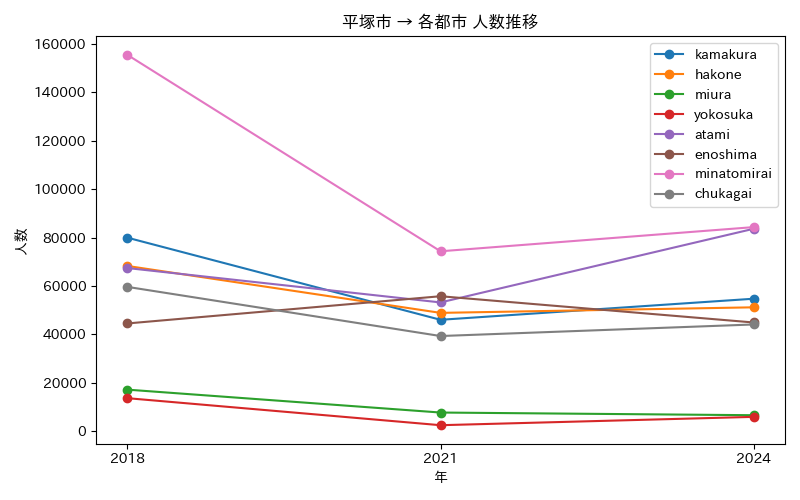 平塚市 → 各都市 人数推移
人数
160000
140000
120000
100000
80000
60000
40000
20000
0
kamakura
hakone
miura
yokosuka
atami
enoshima
minatomirai
chukagai
2018
2021
2024
年